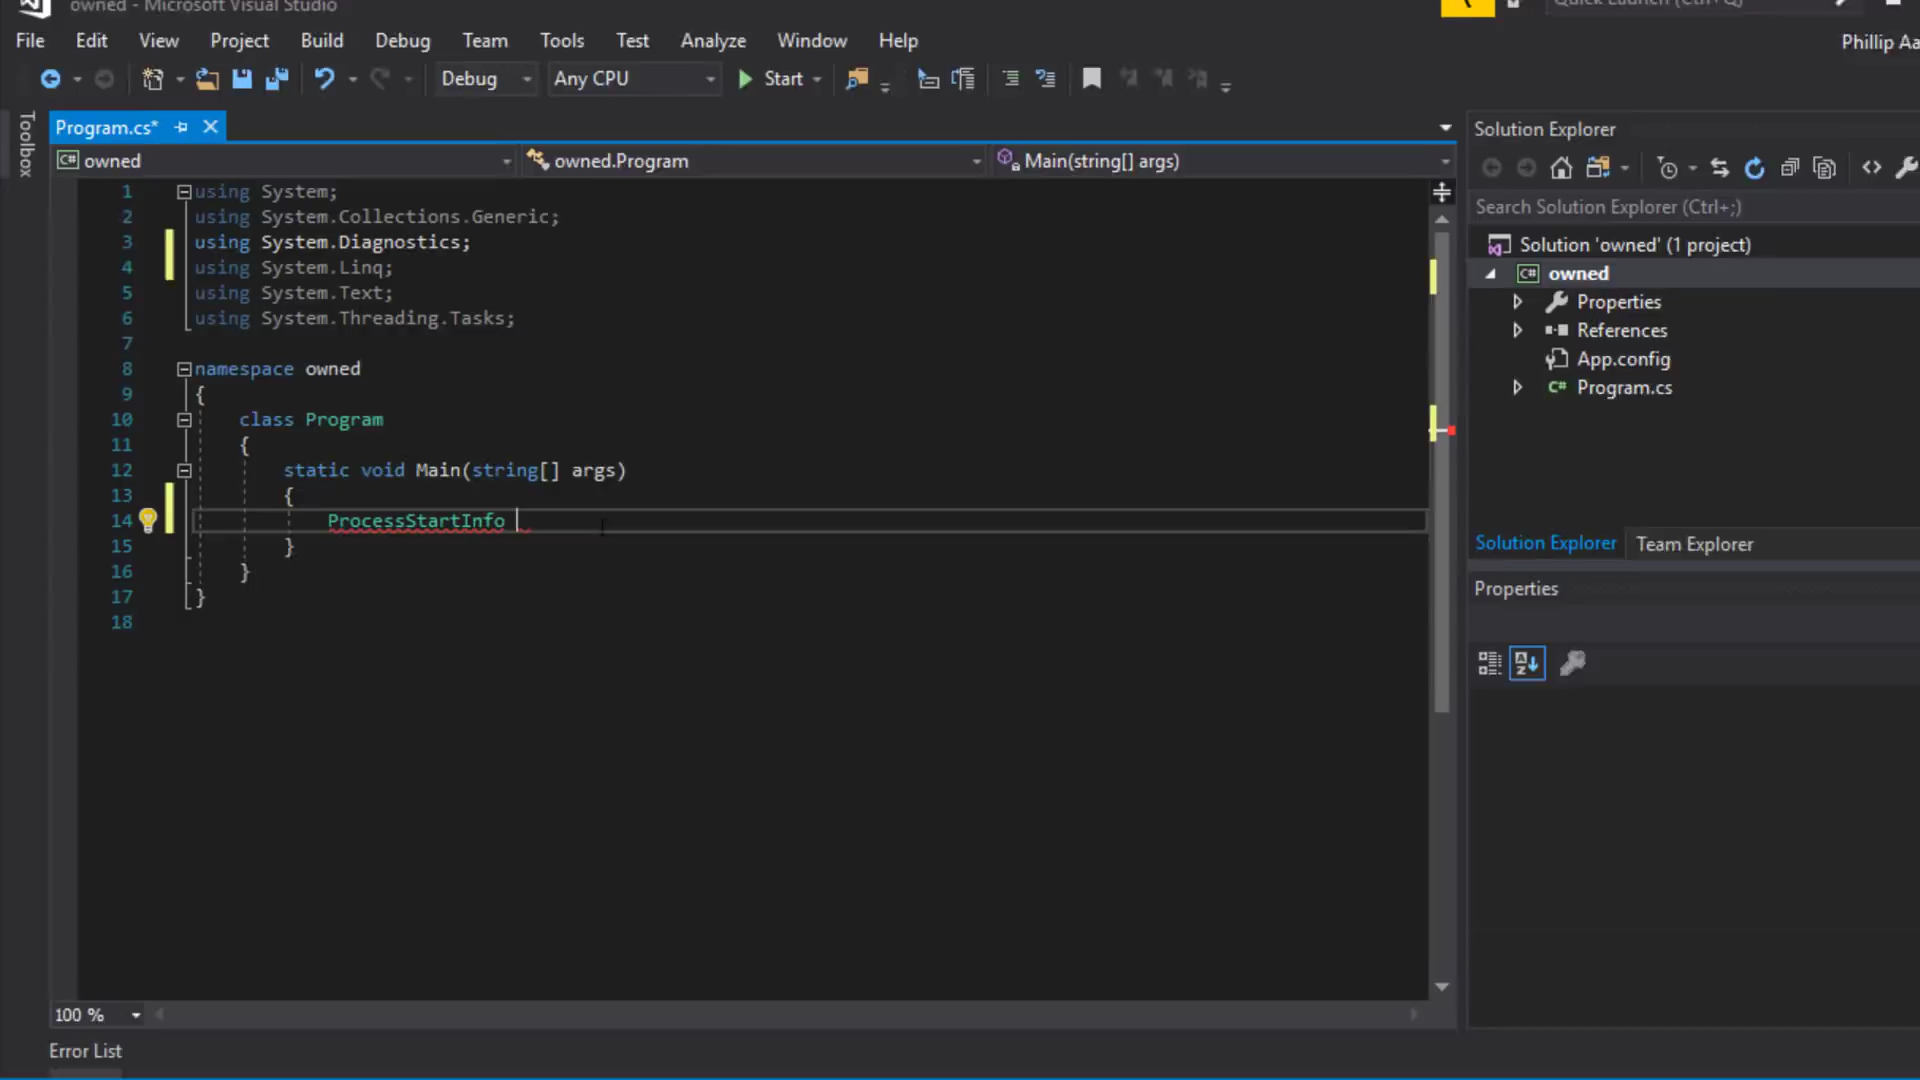 owned - Microsoft Visual Studio
Quick Launch (Ctrl+Q)
File Edit View Project Build Debug Team Tools Test Analyze Window Help
Phillip Aa
Debug Any CPU Start
Toolbox
Program.cs*
owned owned.Program Main(string[] args)
1 using System;
2 using System.Collections.Generic;
3 using System.Diagnostics;
4 using System.Linq;
5 using System.Text;
6 using System.Threading.Tasks;
7
8 namespace owned
9 {
10 class Program
11 {
12 static void Main(string[] args)
13 {
14 ProcessStartInfo
15 }
16 }
17 }
18
100 %
Error List
Solution Explorer
Search Solution Explorer (Ctrl+;)
Solution 'owned' (1 project)
C# owned
Properties
References
App.config
C# Program.cs
Solution Explorer Team Explorer
Properties